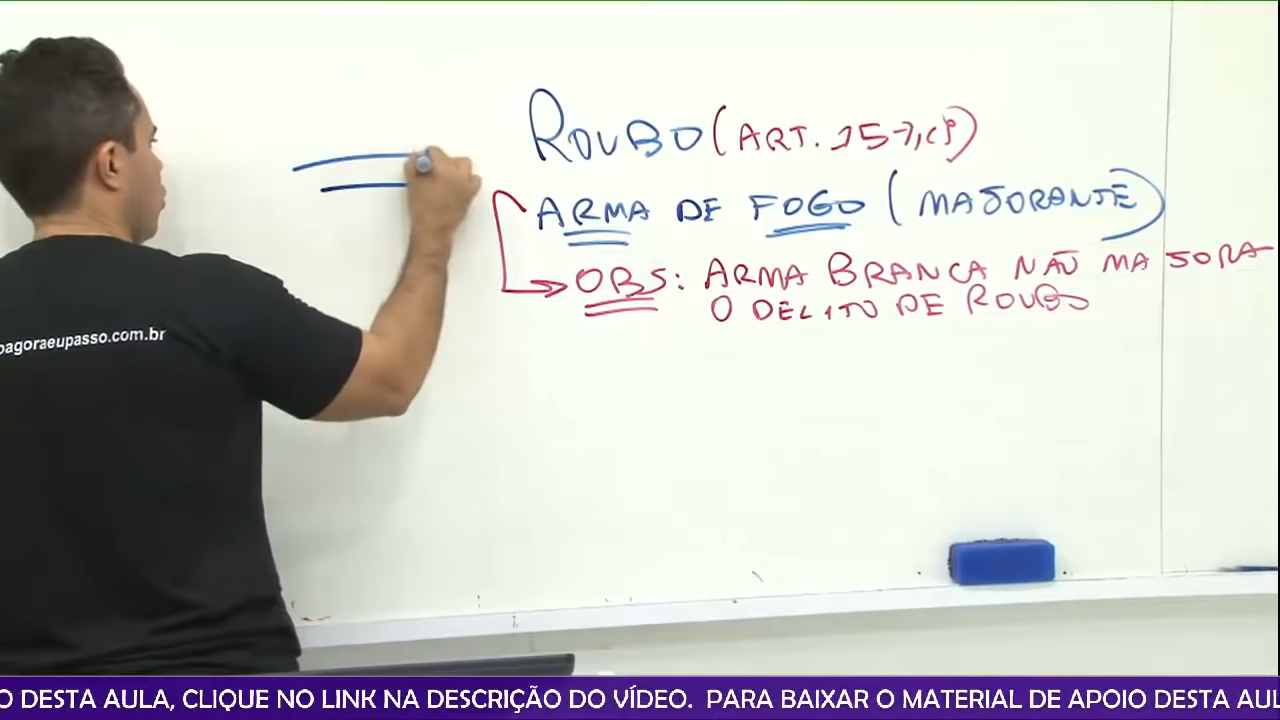 ROUBO (ART. 157, CP)
ARMA DE FOGO (MAJORANTE)
OBS: ARMA BRANCA NÃO MAJORA
O DELITO DE ROUBO
oagoraeupasso.com.br
O DESTA AULA, CLIQUE NO LINK NA DESCRIÇÃO DO VÍDEO. PARA BAIXAR O MATERIAL DE APOIO DESTA AUL